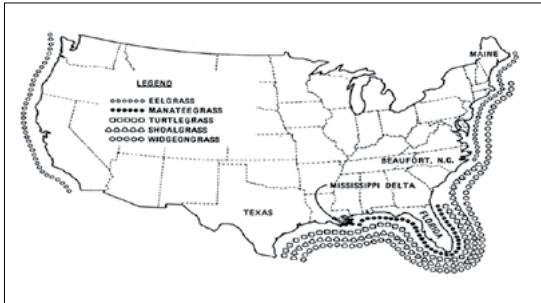 MAINE
LEGEND
EELGRASS
MANATEEGRASS
TURTLEGRASS
SHOALGRASS
WIDGEONGRASS
BEAUFORT, N.C.
MISSISSIPPI DELTA
TEXAS
FLORIDA